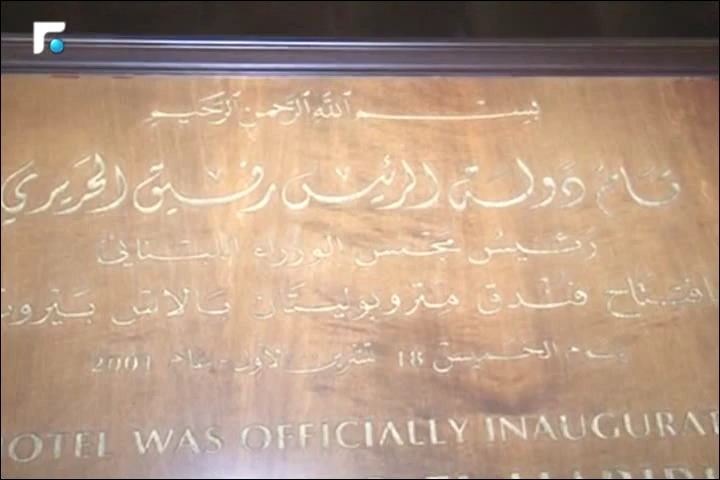 بسم الله الرحمن الرحيم
قام دولة الرئيس رفيق الحريري
رئيس مجلس الوزراء اللبناني
افتتاح فندق متروبوليتان بالاس بيروت
يوم الخميس 18 تشرين الأول - عام 2001
HOTEL WAS OFFICIALLY INAUGURA